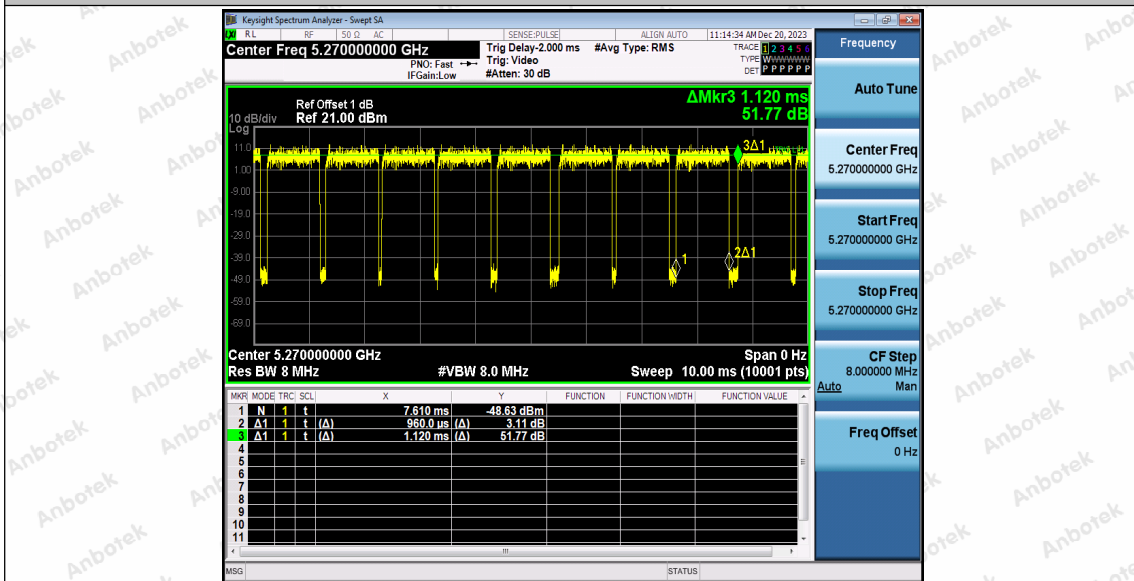 Keysight Spectrum Analyzer - Swept SA
RL RF 50 Ω AC SENSE:PULSE ALIGN AUTO 11:14:34 AM Dec 20, 2023
Center Freq 5.270000000 GHz
PNO: Fast
IFGain:Low
Trig Delay-2.000 ms
Trig: Video
#Atten: 30 dB
#Avg Type: RMS
TRACE 1 2 3 4 5 6
TYPE WWWWWW
DET P P P P P P
ΔMkr3 1.120 ms
51.77 dB
Ref Offset 1 dB
10 dB/div Ref 21.00 dBm
Log
11.0
1.00
-9.00
-19.0
-29.0
-39.0
-49.0
-59.0
-69.0
3Δ1
1
2Δ1
Center 5.270000000 GHz Span 0 Hz
Res BW 8 MHz #VBW 8.0 MHz Sweep 10.00 ms (10001 pts)
MKR MODE TRC SCL X Y FUNCTION FUNCTION WIDTH FUNCTION VALUE
1 N 1 t 7.610 ms -48.63 dBm
2 Δ1 1 t (Δ) 960.0 µs (Δ) 3.11 dB
3 Δ1 1 t (Δ) 1.120 ms (Δ) 51.77 dB
4
5
6
7
8
9
10
11
MSG STATUS
Frequency
Auto Tune
Center Freq
5.270000000 GHz
Start Freq
5.270000000 GHz
Stop Freq
5.270000000 GHz
CF Step
8.000000 MHz
Auto Man
Freq Offset
0 Hz
Anbotek